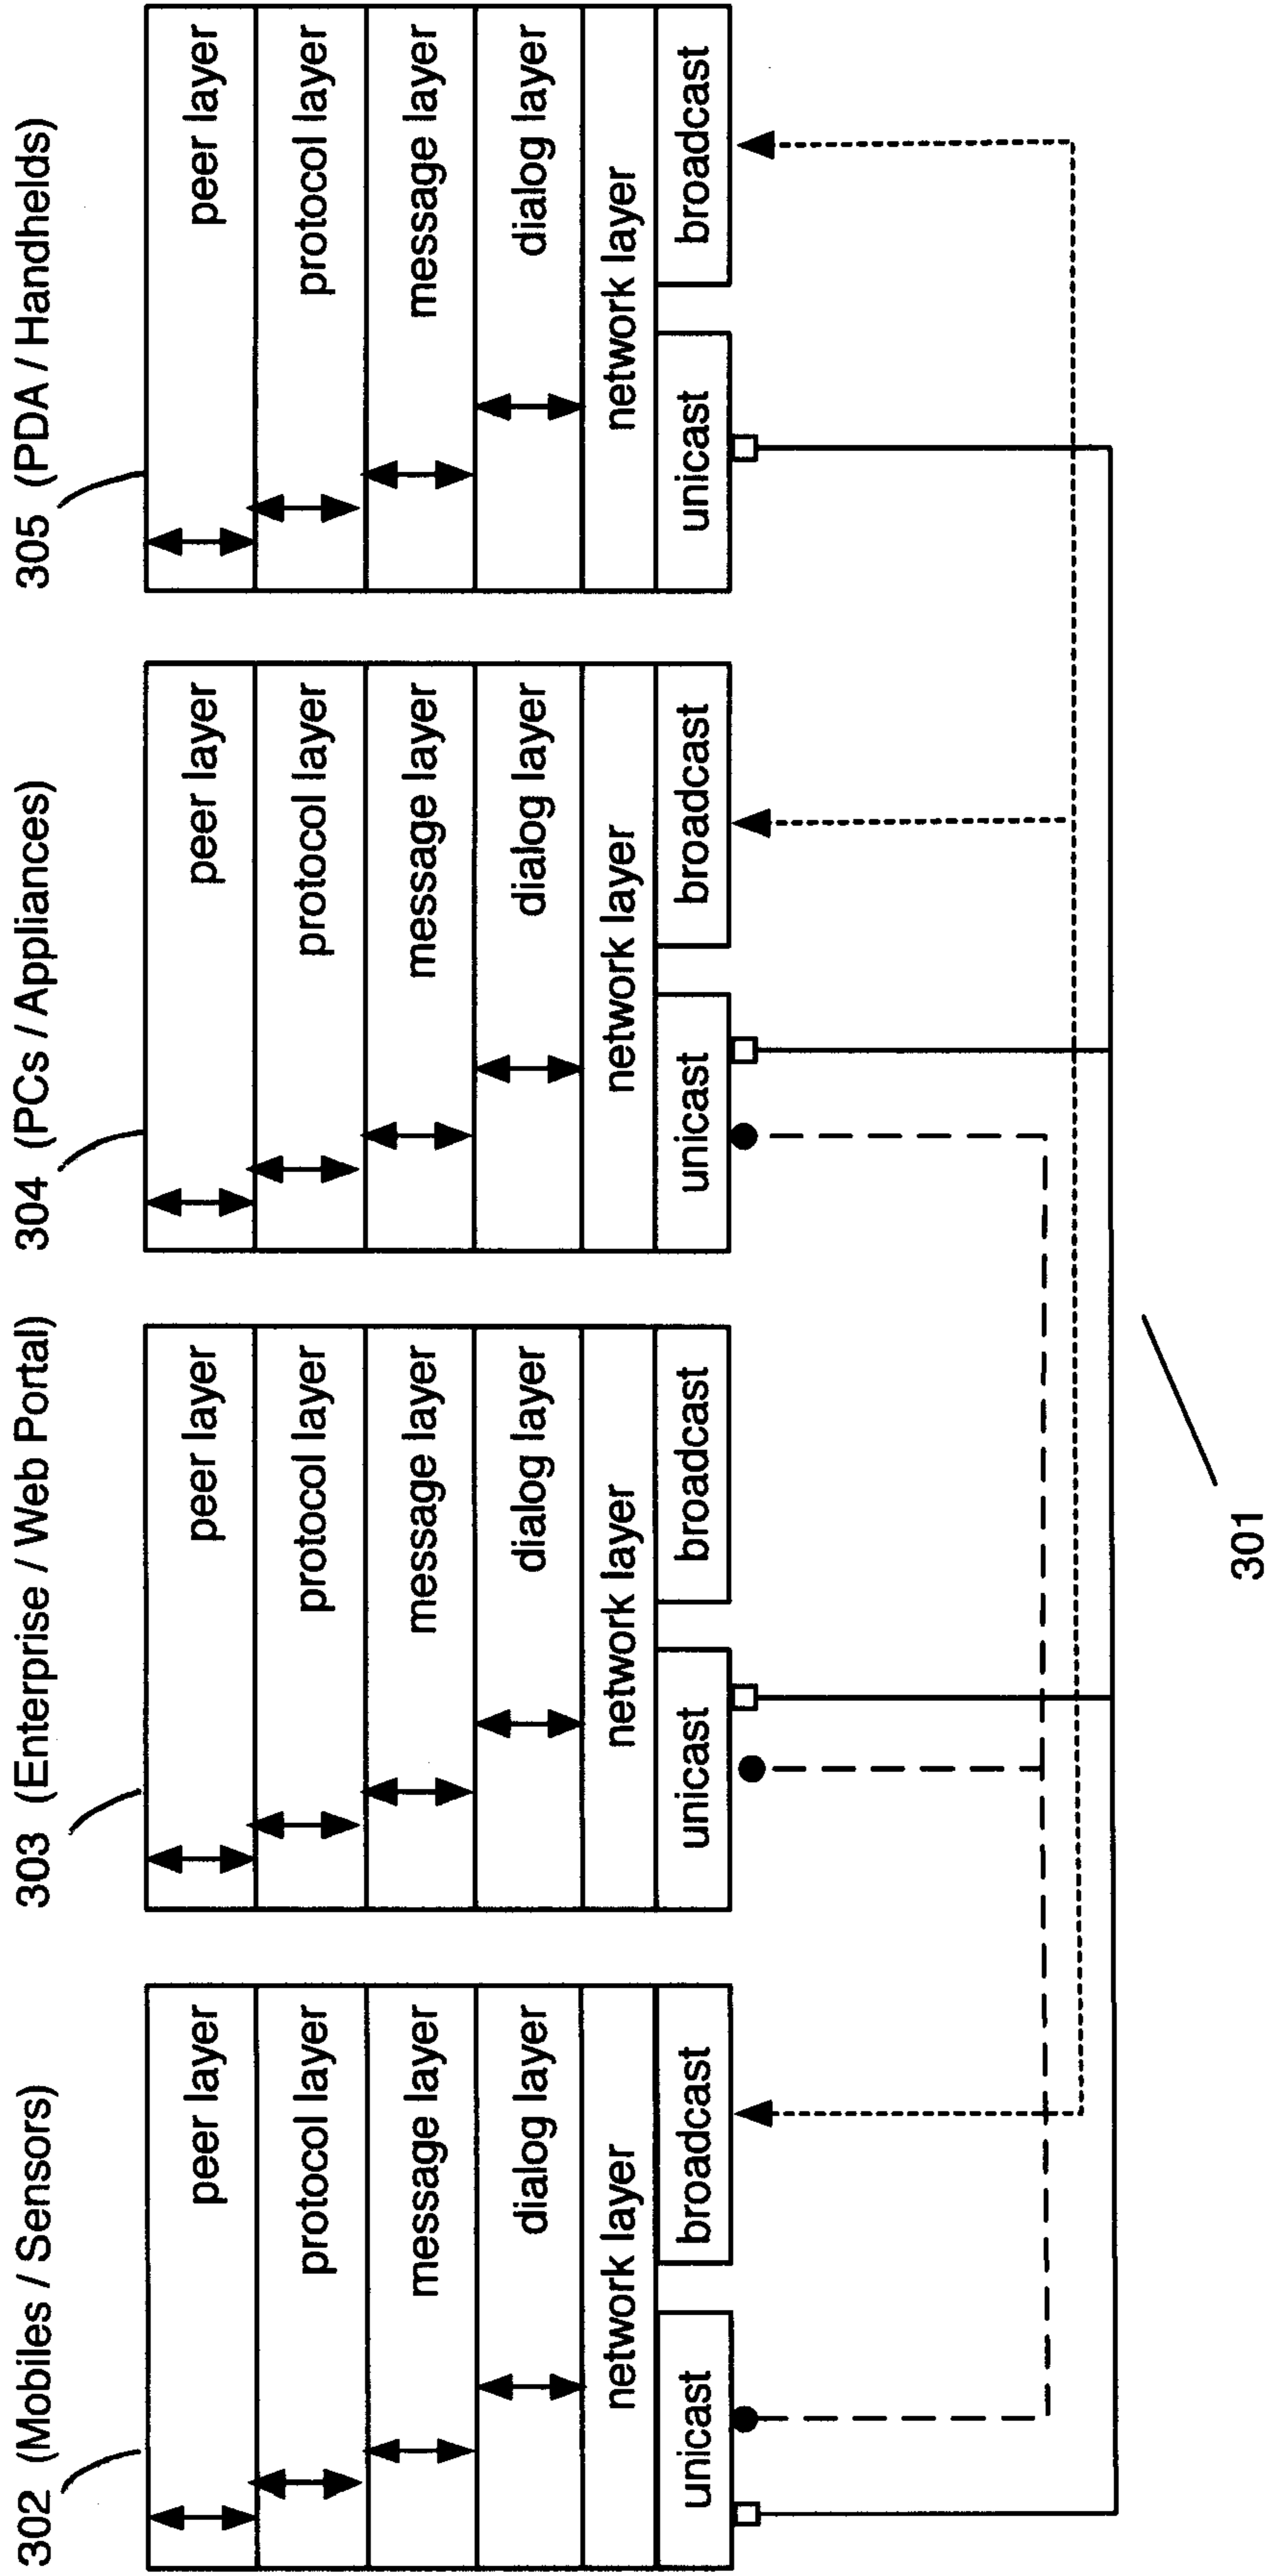 302 (Mobiles / Sensors)
peer layer
protocol layer
message layer
dialog layer
network layer
unicast
broadcast
303 (Enterprise / Web Portal)
peer layer
protocol layer
message layer
dialog layer
network layer
unicast
broadcast
304 (PCs / Appliances)
peer layer
protocol layer
message layer
dialog layer
network layer
unicast
broadcast
305 (PDA / Handhelds)
peer layer
protocol layer
message layer
dialog layer
network layer
unicast
broadcast
301